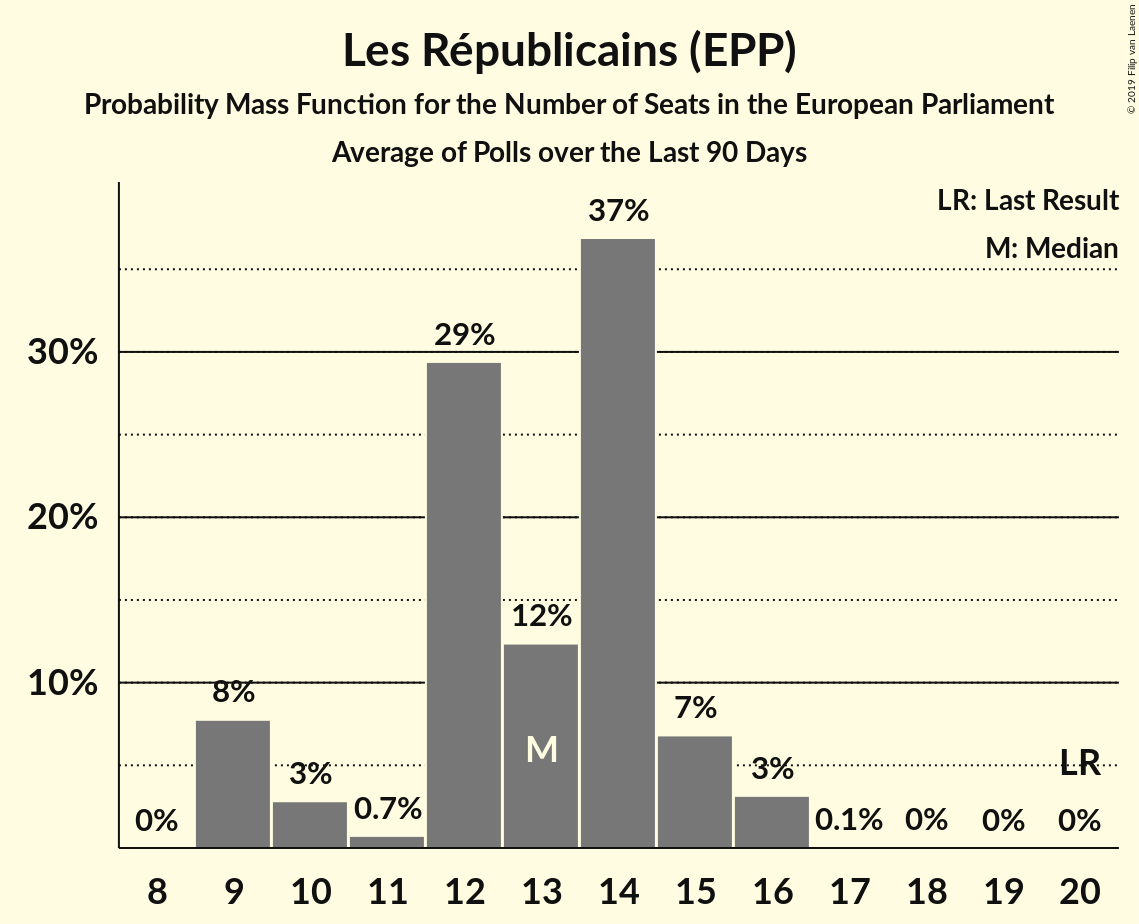 Les Républicains (EPP)
Probability Mass Function for the Number of Seats in the European Parliament
Average of Polls over the Last 90 Days
© 2019 Filip van Laenen
LR: Last Result
M: Median
37%
30%
29%
20%
12%
10%
8%
7%
M
3%
3%
LR
0%
0.7%
0.1%
0%
0%
0%
8 9 10 11 12 13 14 15 16 17 18 19 20